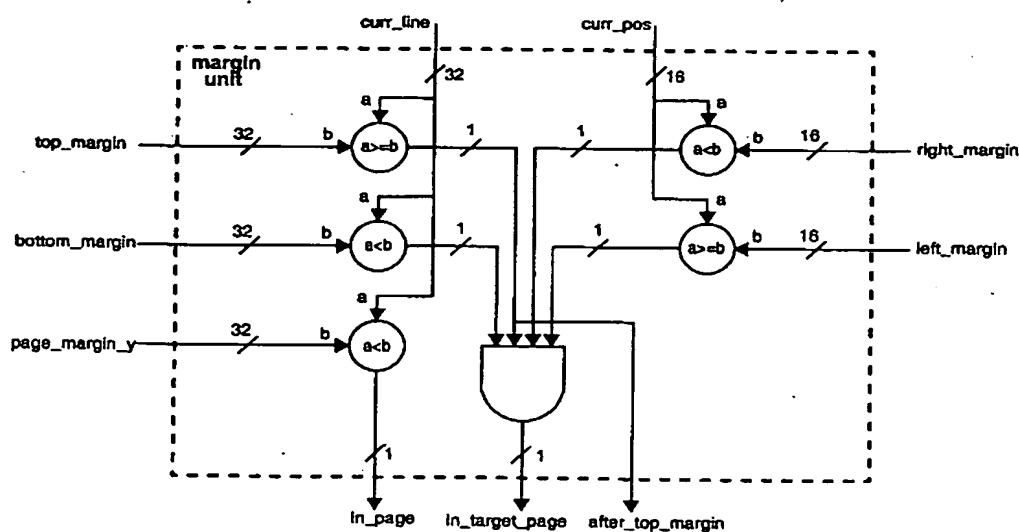 curr_line curr_pos
margin
unit
32 16
a a
top_margin 32 b a>=b 1 1 a<b b 16 right_margin
a a
bottom_margin 32 b a<b 1 1 a>=b b 16 left_margin
a
page_margin_y 32 b a<b
1 1
in_page in_target_page after_top_margin